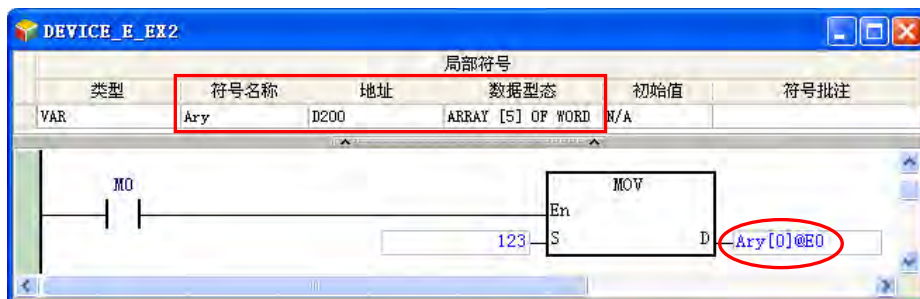 DEVICE_E_EX2
局部符号
类型 符号名称 地址 数据型态 初始值 符号批注
VAR Ary D200 ARRAY [5] OF WORD N/A
M0 MOV
En
123 S D Ary[0]@E0